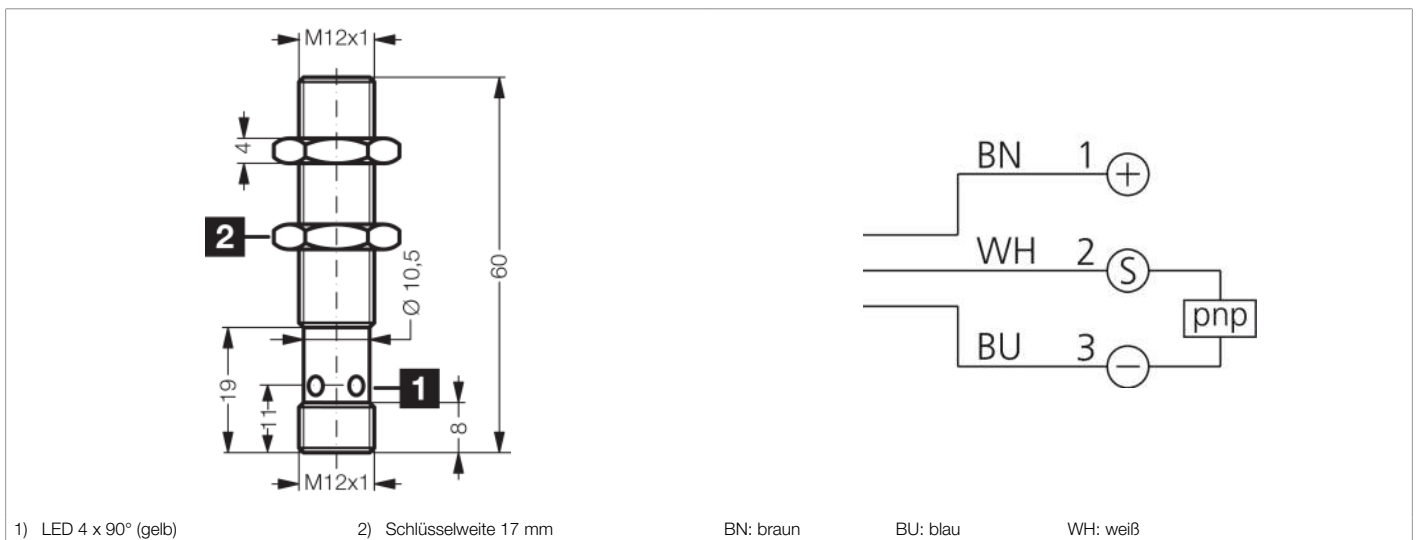 M12x1
4
2
Ø 10,5
60
19
11
1
8
M12x1
BN 1 +
WH 2 S
pnp
BU 3 −
1) LED 4 x 90° (gelb) 2) Schlüsselweite 17 mm BN: braun BU: blau WH: weiß